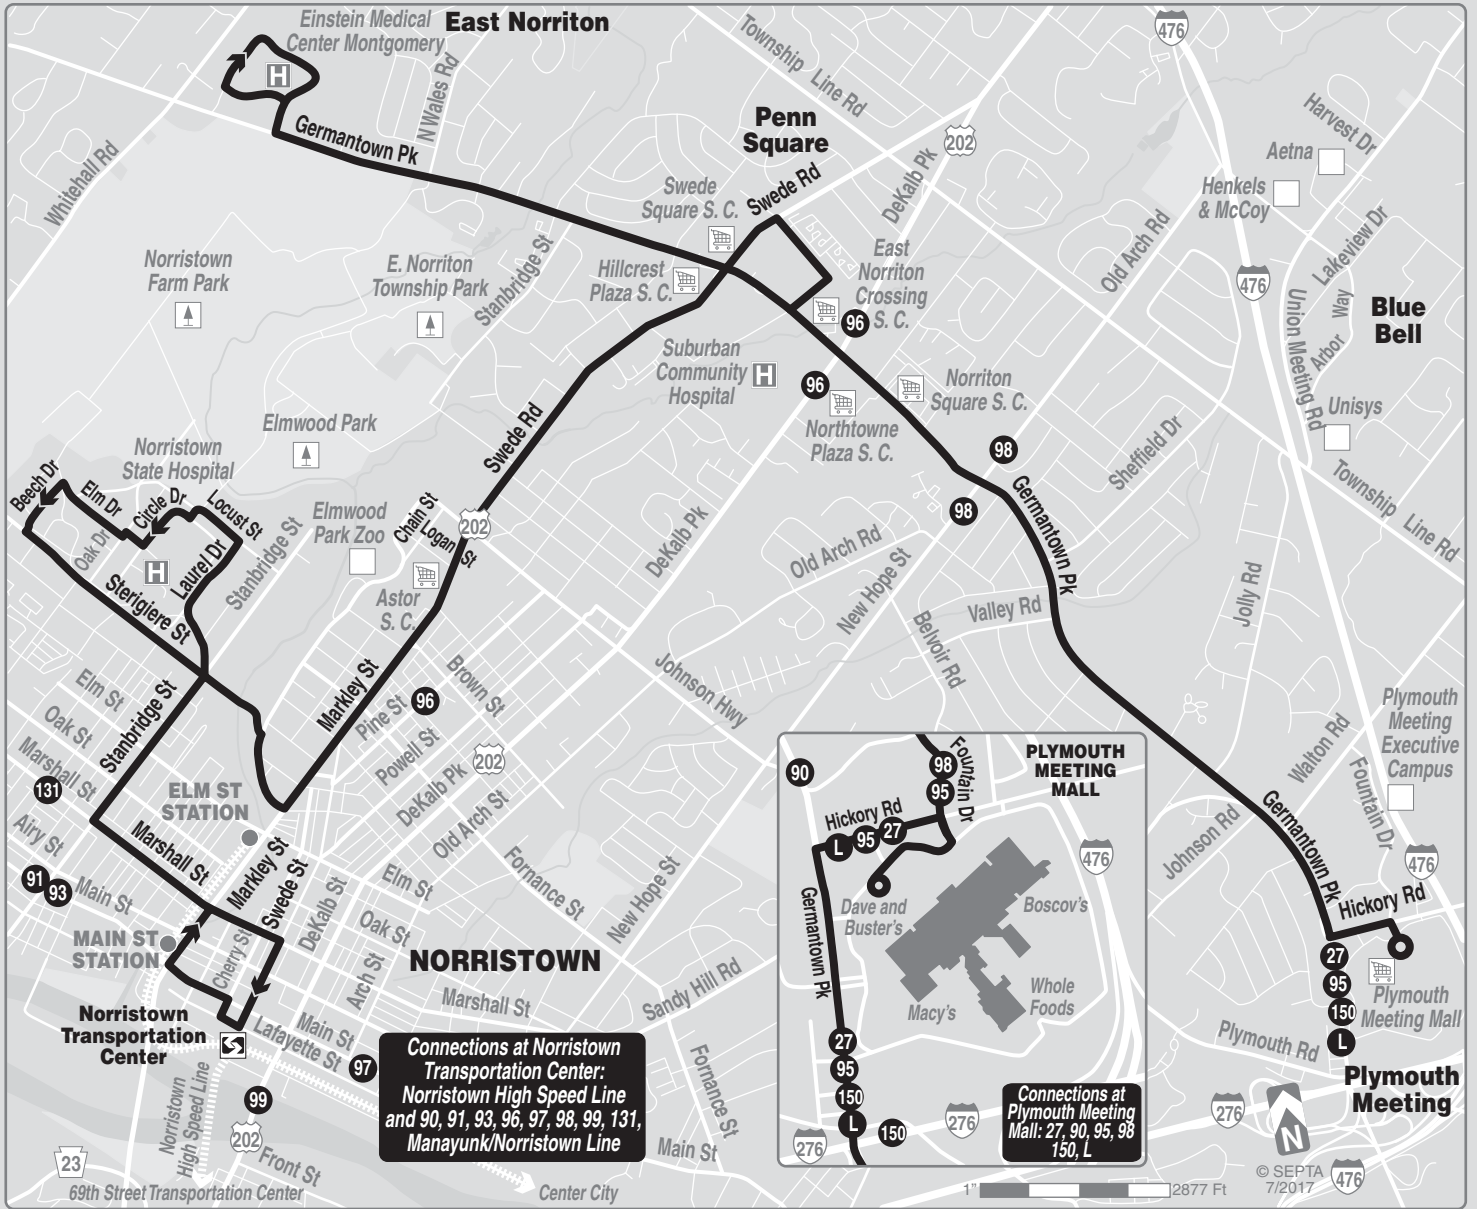 Einstein Medical
Center Montgomery
East Norriton
H
N Wales Rd
Germantown Pk
Whitehall Rd
Township Line Rd
476
Penn
Square
202
DeKalb Pk
Harvest Dr
Aetna
Henkels
& McCoy
Swede
Square S. C.
Swede Rd
Old Arch Rd
Lakeview Dr
Norristown
Farm Park
E. Norriton
Township Park
Stanbridge St
Hillcrest
Plaza S. C.
East
Norriton
Crossing
S. C.
96
476
Union Meeting Rd
Arbor Way
Blue
Bell
Suburban
Community
Hospital
H
96
Norriton
Square S. C.
Northtowne
Plaza S. C.
Unisys
Elmwood Park
Swede Rd
98
98
Sheffield Dr
Township Line Rd
Norristown
State Hospital
Beech Dr
Elm Dr
Circle Dr
Locust St
Oak Dr
H
Laurel Dr
Stanbridge St
Sterigiere St
Elmwood
Park Zoo
Chain St
Logan St
202
Astor
S. C.
DeKalb Pk
Old Arch Rd
New Hope St
Germantown Pk
Valley Rd
Belvoir Rd
Jolly Rd
Elm St
Oak St
Marshall St
Stanbridge St
Markley St
Brown St
Pine St
96
Powell St
202
DeKalb Pk
Old Arch St
Johnson Hwy
131
ELM ST
STATION
Airy St
Marshall St
Markley St
Swede St
91
93
Main St
DeKalb St
Elm St
Fornance St
New Hope St
Oak St
MAIN ST
STATION
Cherry St
NORRISTOWN
Arch St
Marshall St
Sandy Hill Rd
Norristown
Transportation
Center
Lafayette St
Main St
97
Norristown
High Speed Line
99
202
Front St
23
69th Street Transportation Center
Center City
Fornance St
Main St
Connections at Norristown
Transportation Center:
Norristown High Speed Line
and 90, 91, 93, 96, 97, 98, 99, 131,
Manayunk/Norristown Line
PLYMOUTH
MEETING
MALL
90
98
95
Fountain Dr
Hickory Rd
L
95
27
476
Germantown Pk
Dave and
Buster's
Boscov's
Macy's
Whole
Foods
27
95
150
L
150
276
276
Connections at
Plymouth Meeting
Mall: 27, 90, 95, 98
150, L
Plymouth
Meeting
Executive
Campus
Walton Rd
Fountain Dr
Johnson Rd
Germantown Pk
476
Hickory Rd
27
95
150
L
Plymouth
Meeting Mall
Plymouth Rd
Plymouth
Meeting
276
N
© SEPTA
7/2017
476
1"
2877 Ft